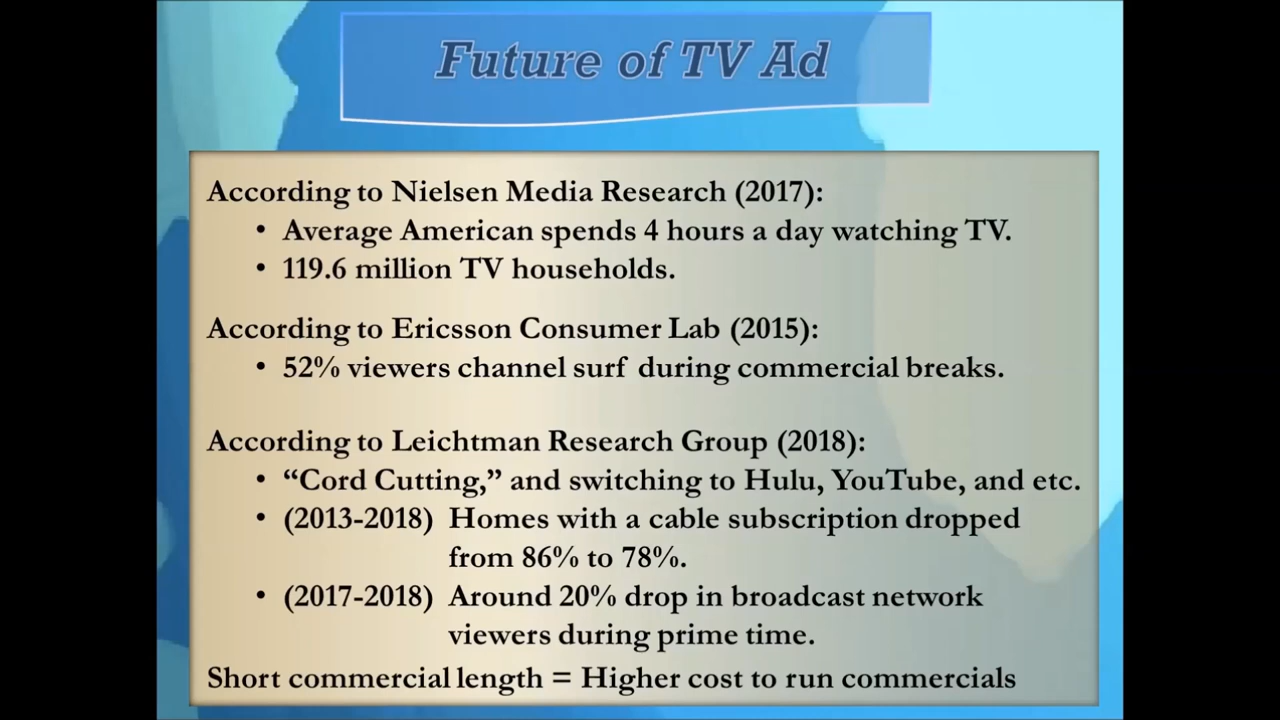 Future of TV Ad
According to Nielsen Media Research (2017):
• Average American spends 4 hours a day watching TV.
• 119.6 million TV households.
According to Ericsson Consumer Lab (2015):
• 52% viewers channel surf during commercial breaks.
According to Leichtman Research Group (2018):
• “Cord Cutting,” and switching to Hulu, YouTube, and etc.
• (2013-2018) Homes with a cable subscription dropped
from 86% to 78%.
• (2017-2018) Around 20% drop in broadcast network
viewers during prime time.
Short commercial length = Higher cost to run commercials